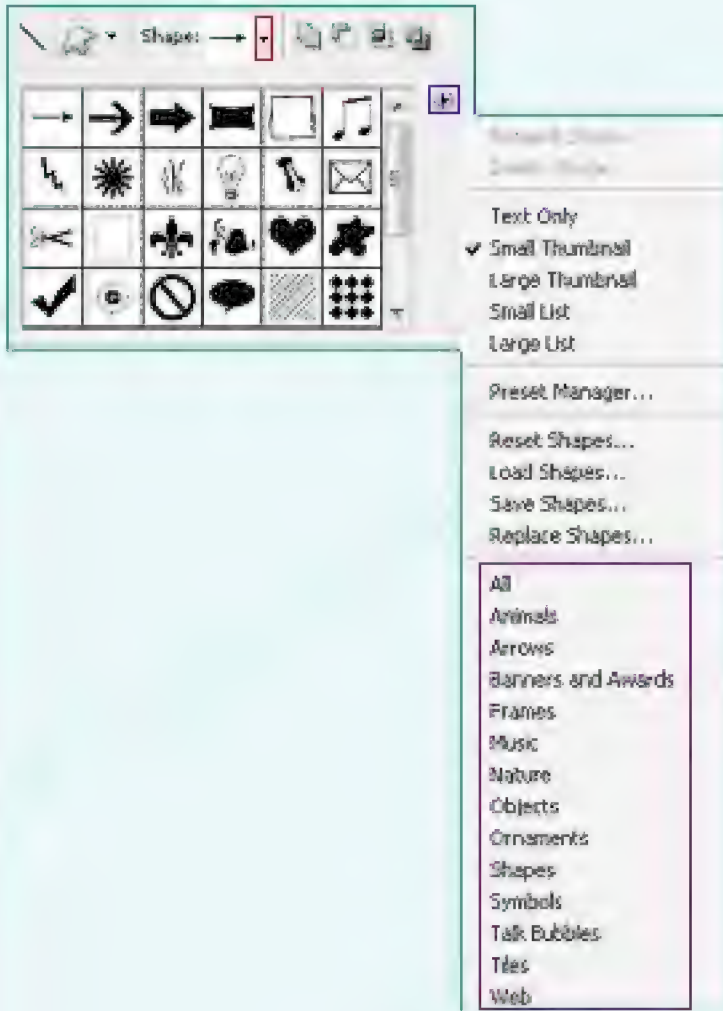 Shape:
Text Only
Small Thumbnail
Large Thumbnail
Small List
Large List
Preset Manager...
Reset Shapes...
Load Shapes...
Save Shapes...
Replace Shapes...
All
Animals
Arrows
Banners and Awards
Frames
Music
Nature
Objects
Ornaments
Shapes
Symbols
Talk Bubbles
Tiles
Web